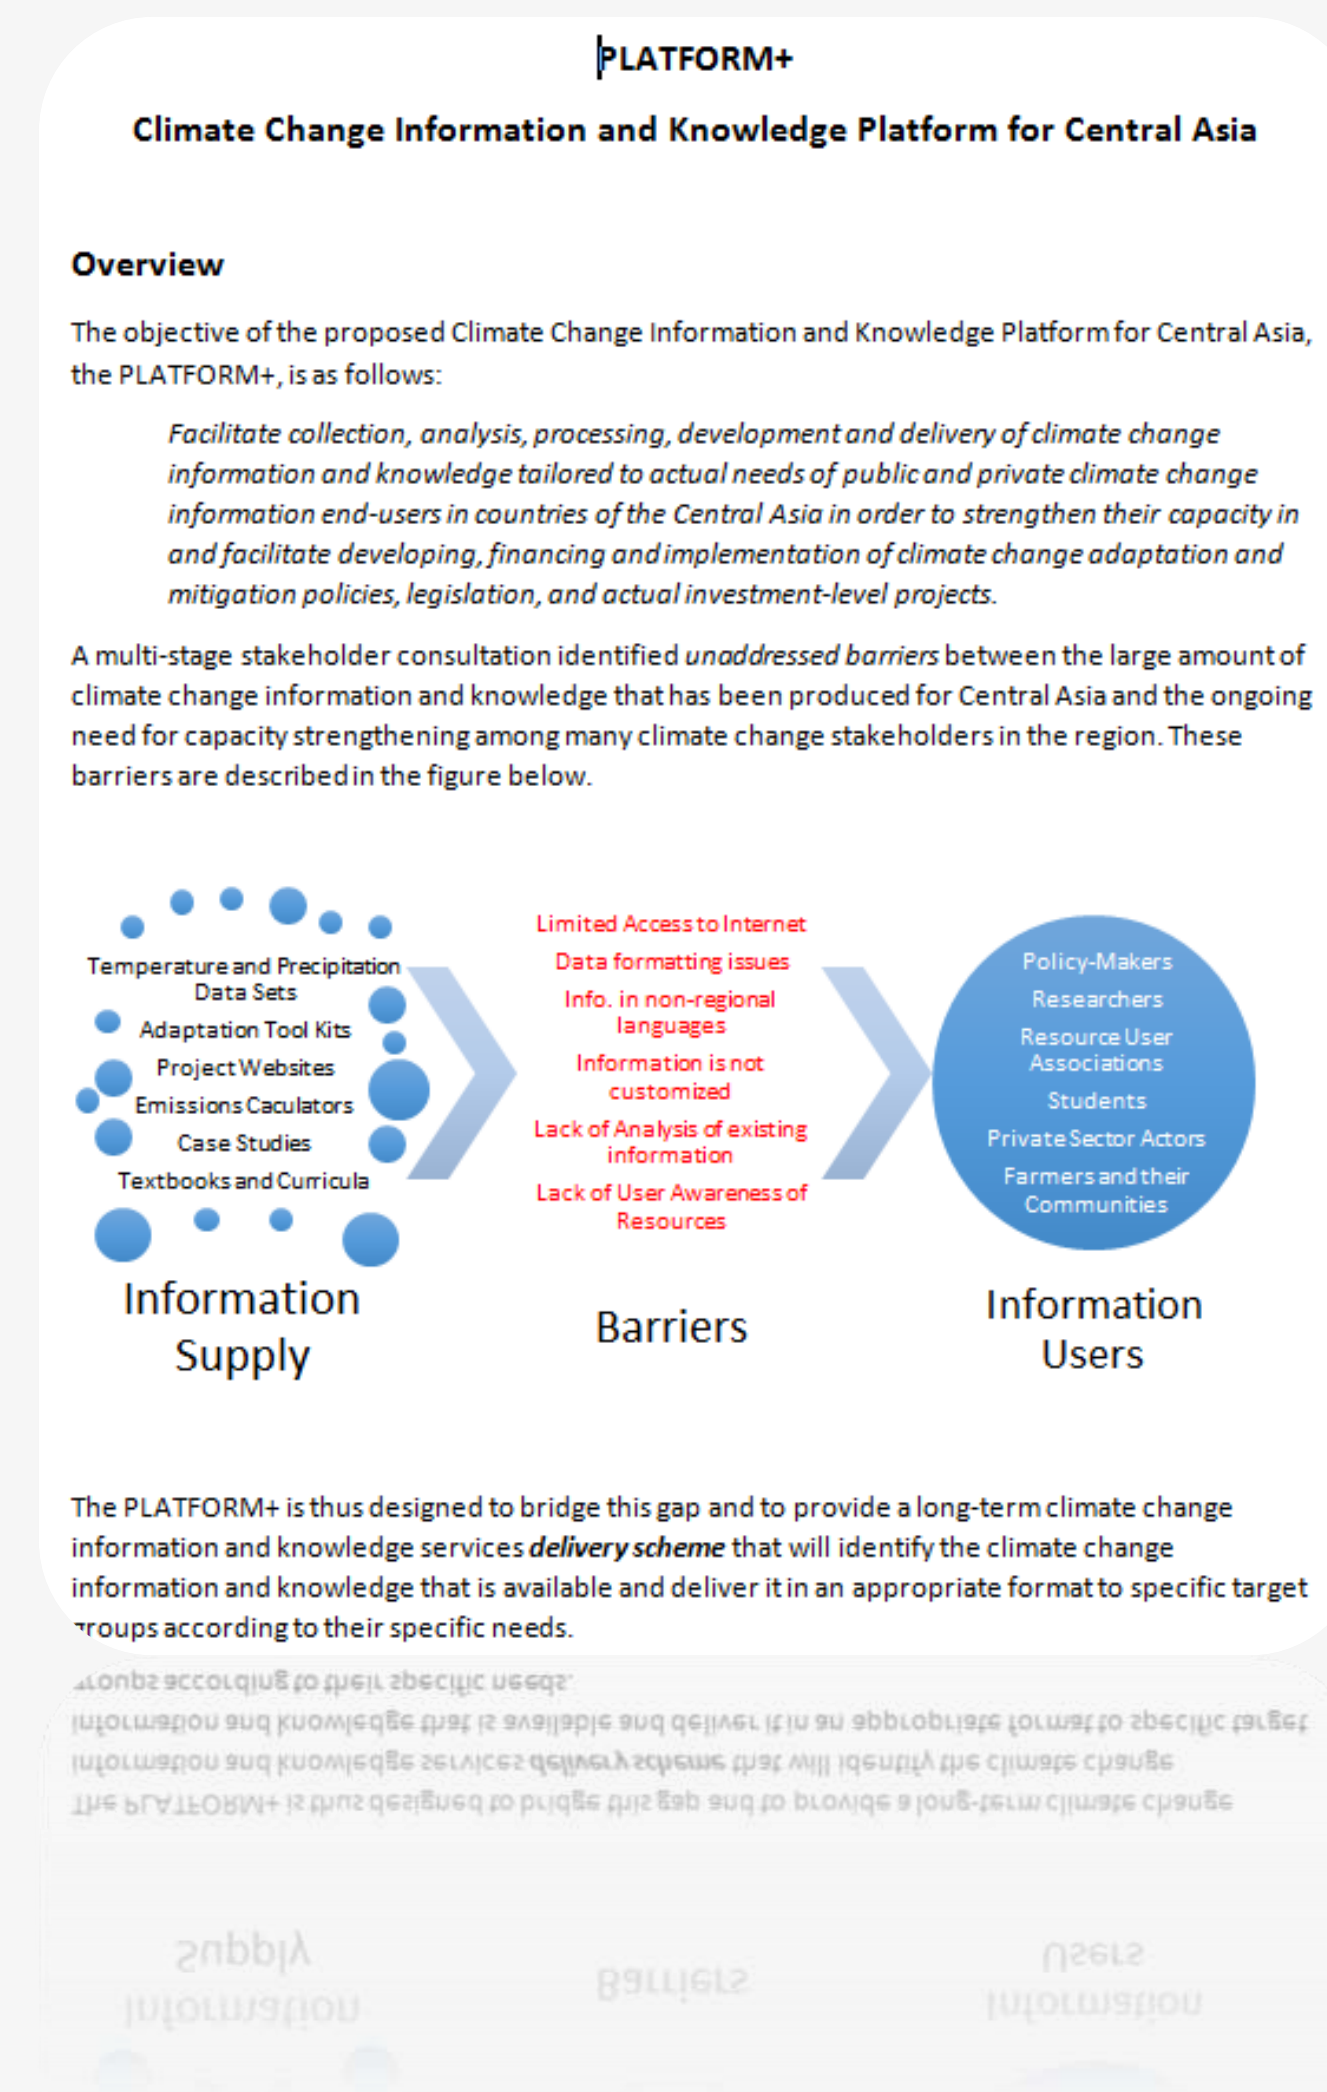 PLATFORM+
Climate Change Information and Knowledge Platform for Central Asia
Overview
The objective of the proposed Climate Change Information and Knowledge Platform for Central Asia,
the PLATFORM+, is as follows:
Facilitate collection, analysis, processing, development and delivery of climate change
information and knowledge tailored to actual needs of public and private climate change
information end-users in countries of the Central Asia in order to strengthen their capacity in
and facilitate developing, financing and implementation of climate change adaptation and
mitigation policies, legislation, and actual investment-level projects.
A multi-stage stakeholder consultation identified unaddressed barriers between the large amount of
climate change information and knowledge that has been produced for Central Asia and the ongoing
need for capacity strengthening among many climate change stakeholders in the region. These
barriers are described in the figure below.
Temperature and Precipitation
Data Sets
Adaptation Tool Kits
Project Websites
Emissions Caculators
Case Studies
Textbooks and Curricula
Information
Supply
Limited Access to Internet
Data formatting issues
Info. in non-regional
languages
Information is not
customized
Lack of Analysis of existing
information
Lack of User Awareness of
Resources
Barriers
Policy-Makers
Researchers
Resource User
Associations
Students
Private Sector Actors
Farmers and their
Communities
Information
Users
The PLATFORM+ is thus designed to bridge this gap and to provide a long-term climate change
information and knowledge services delivery scheme that will identify the climate change
information and knowledge that is available and deliver it in an appropriate format to specific target
groups according to their specific needs.